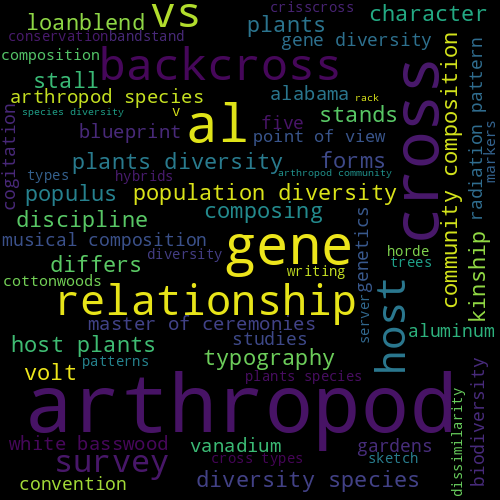 crisscross
vs
character
loanblend
conservationbandstand
plants
gene diversity
composition
backcross
stall
cross
community composition
radiation pattern
markers
arthropod species
rack
alabama
species diversity
v
al
stands
cogitation
blueprint
five
point of view
plants diversity
forms
types
hybrids
arthropod community
populus
population diversity
composing
discipline
genetics
server
musical composition
gene
kinship
differs
diversity
horde
trees
writing
cottonwoods
relationship
host
master of ceremonies
aluminum
host plants
studies
typography
patterns
volt
plants species
biodiversity
arthropod
dissimilarity
white basswood
vanadium
gardens
survey
cross types
sketch
convention
diversity species